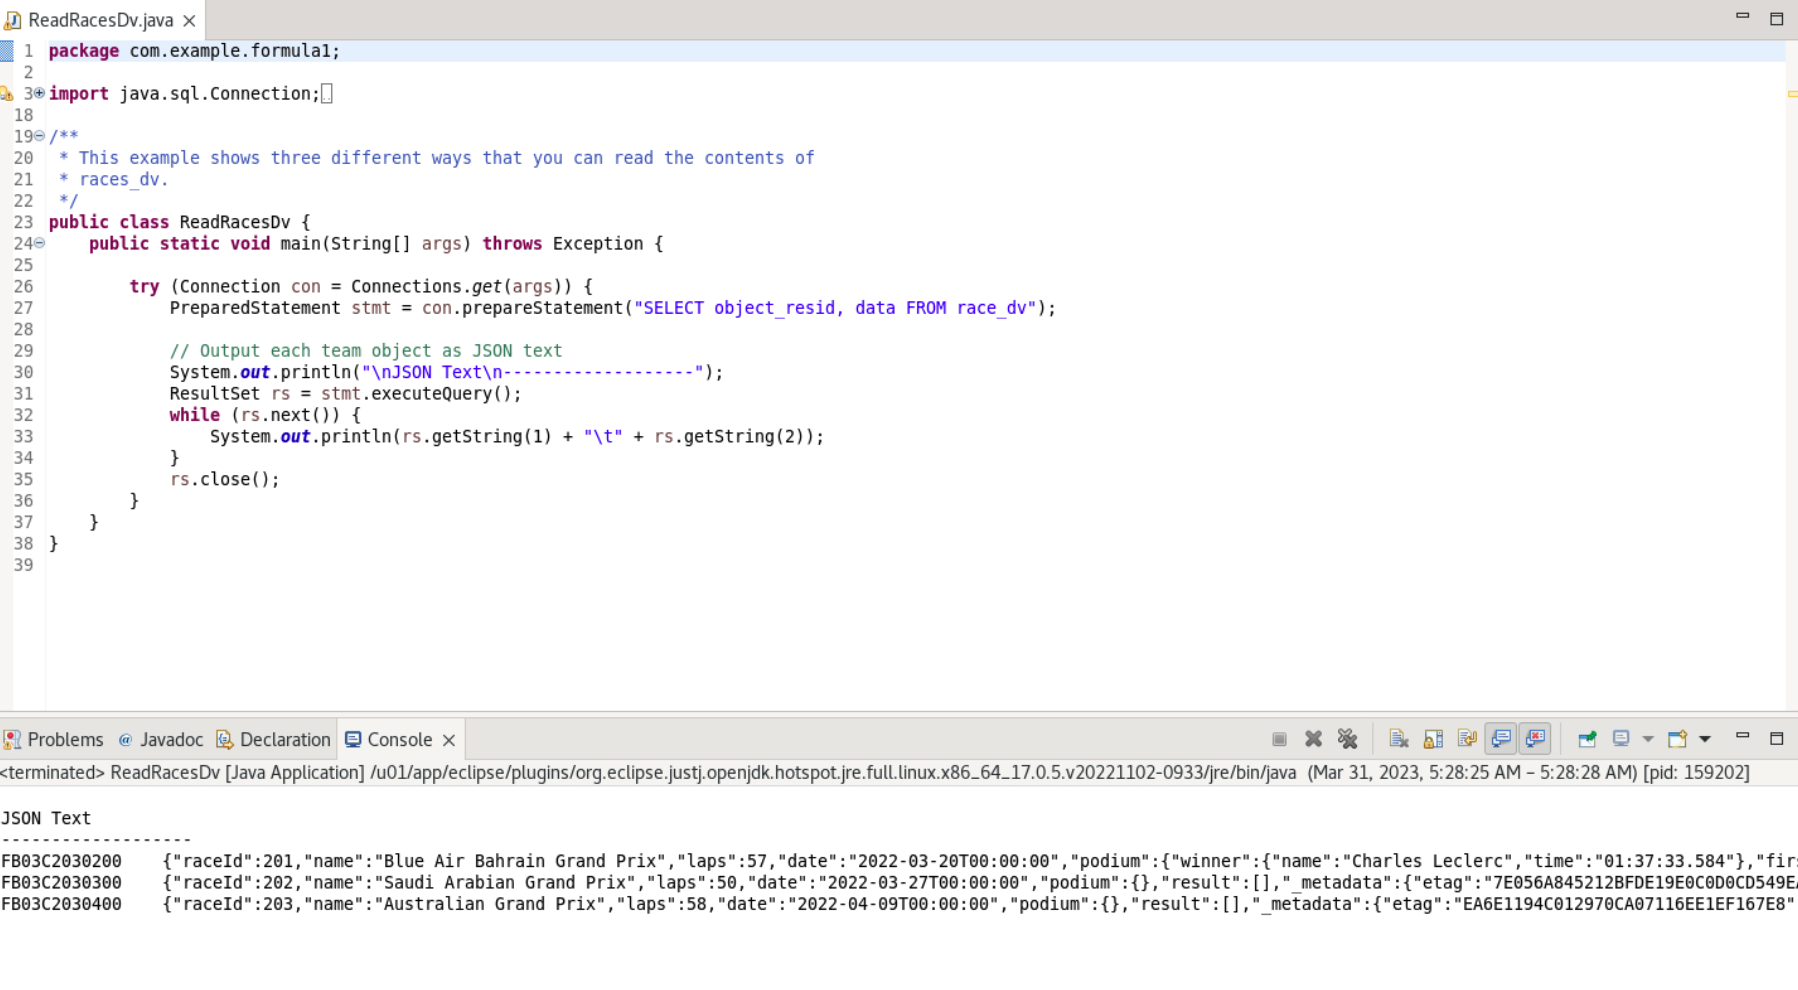 ReadRacesDv.java
1 package com.example.formula1;
2
3 import java.sql.Connection;
18
19 /**
20  * This example shows three different ways that you can read the contents of
21  * races_dv.
22  */
23 public class ReadRacesDv {
24     public static void main(String[] args) throws Exception {
25
26         try (Connection con = Connections.get(args)) {
27             PreparedStatement stmt = con.prepareStatement("SELECT object_resid, data FROM race_dv");
28
29             // Output each team object as JSON text
30             System.out.println("\nJSON Text\n-------------------");
31             ResultSet rs = stmt.executeQuery();
32             while (rs.next()) {
33                 System.out.println(rs.getString(1) + "\t" + rs.getString(2));
34             }
35             rs.close();
36         }
37     }
38 }
39
Problems @ Javadoc Declaration Console
<terminated> ReadRacesDv [Java Application] /u01/app/eclipse/plugins/org.eclipse.justj.openjdk.hotspot.jre.full.linux.x86_64_17.0.5.v20221102-0933/jre/bin/java (Mar 31, 2023, 5:28:25 AM – 5:28:28 AM) [pid: 159202]
JSON Text
-------------------
FB03C2030200 {"raceId":201,"name":"Blue Air Bahrain Grand Prix","laps":57,"date":"2022-03-20T00:00:00","podium":{"winner":{"name":"Charles Leclerc","time":"01:37:33.584"},"fir
FB03C2030300 {"raceId":202,"name":"Saudi Arabian Grand Prix","laps":50,"date":"2022-03-27T00:00:00","podium":{},"result":[],"_metadata":{"etag":"7E056A845212BFDE19E0C0D0CD549E
FB03C2030400 {"raceId":203,"name":"Australian Grand Prix","laps":58,"date":"2022-04-09T00:00:00","podium":{},"result":[],"_metadata":{"etag":"EA6E1194C012970CA07116EE1EF167E8"